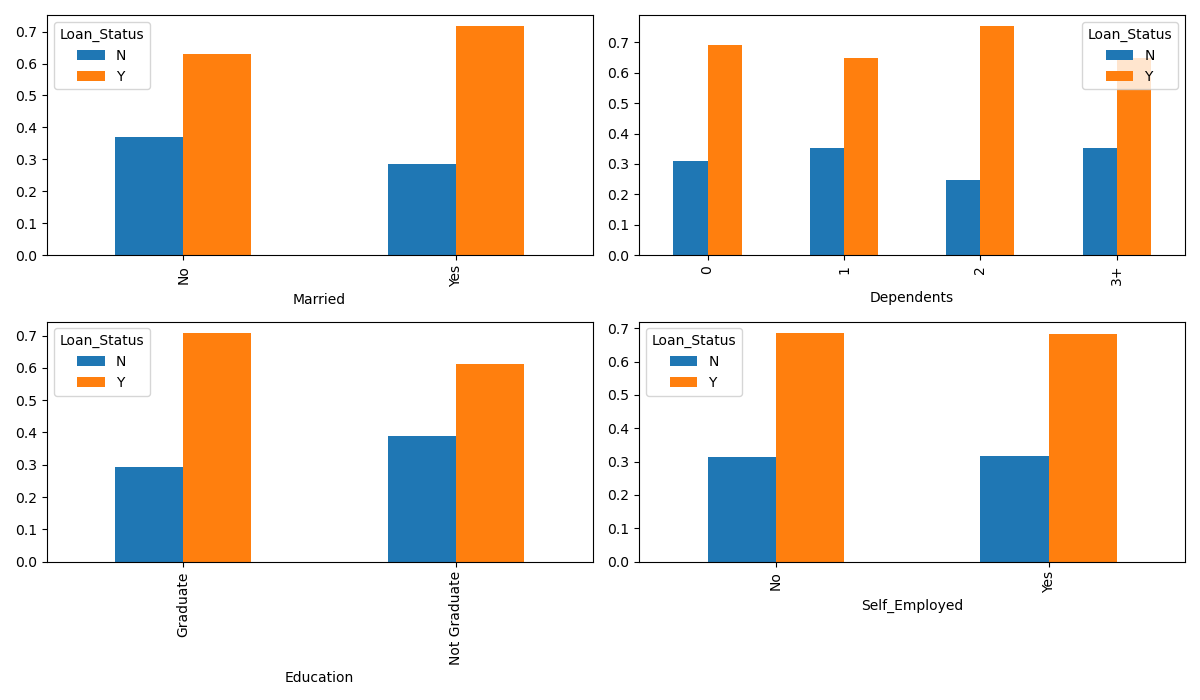 Loan_Status
N
Y
0.7
0.6
0.5
0.4
0.3
0.2
0.1
0.0
No
Yes
Married
Loan_Status
N
Y
0.7
0.6
0.5
0.4
0.3
0.2
0.1
0.0
0
1
2
3+
Dependents
Loan_Status
N
Y
0.7
0.6
0.5
0.4
0.3
0.2
0.1
0.0
Graduate
Not Graduate
Education
Loan_Status
N
Y
0.7
0.6
0.5
0.4
0.3
0.2
0.1
0.0
No
Yes
Self_Employed